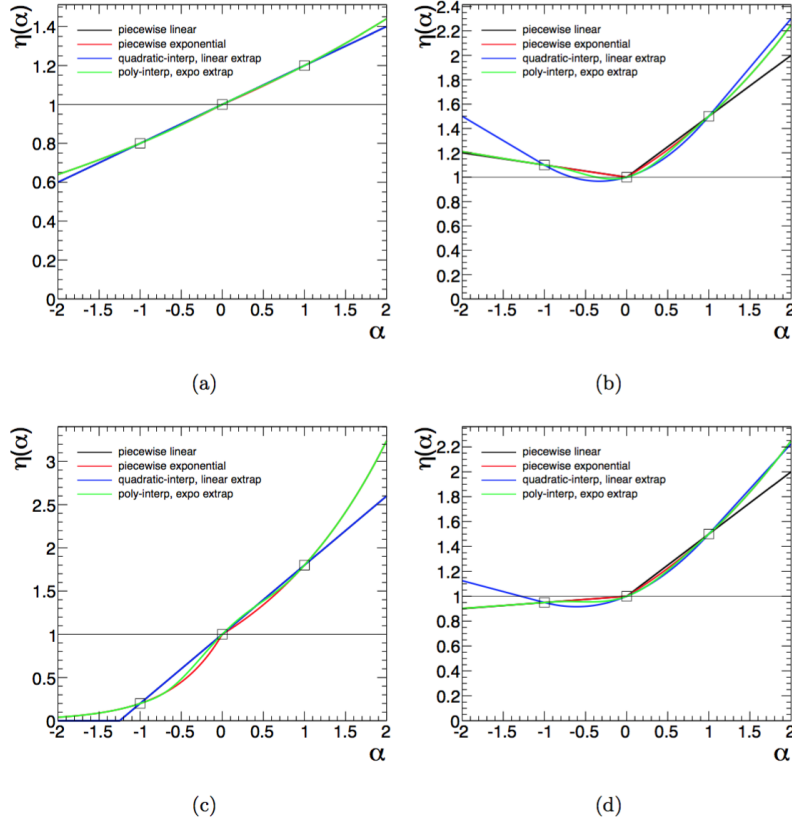 η(α)
1.4
1.2
1
0.8
0.6
0.4
0.2
0
piecewise linear
piecewise exponential
quadratic-interp, linear extrap
poly-interp, expo extrap
-2 -1.5 -1 -0.5 0 0.5 1 1.5 2
α
(a)
η(α)
2.4
2.2
2
1.8
1.6
1.4
1.2
1
0.8
0.6
0.4
0.2
0
piecewise linear
piecewise exponential
quadratic-interp, linear extrap
poly-interp, expo extrap
-2 -1.5 -1 -0.5 0 0.5 1 1.5 2
α
(b)
η(α)
3
2.5
2
1.5
1
0.5
0
piecewise linear
piecewise exponential
quadratic-interp, linear extrap
poly-interp, expo extrap
-2 -1.5 -1 -0.5 0 0.5 1 1.5 2
α
(c)
η(α)
2.2
2
1.8
1.6
1.4
1.2
1
0.8
0.6
0.4
0.2
0
piecewise linear
piecewise exponential
quadratic-interp, linear extrap
poly-interp, expo extrap
-2 -1.5 -1 -0.5 0 0.5 1 1.5 2
α
(d)